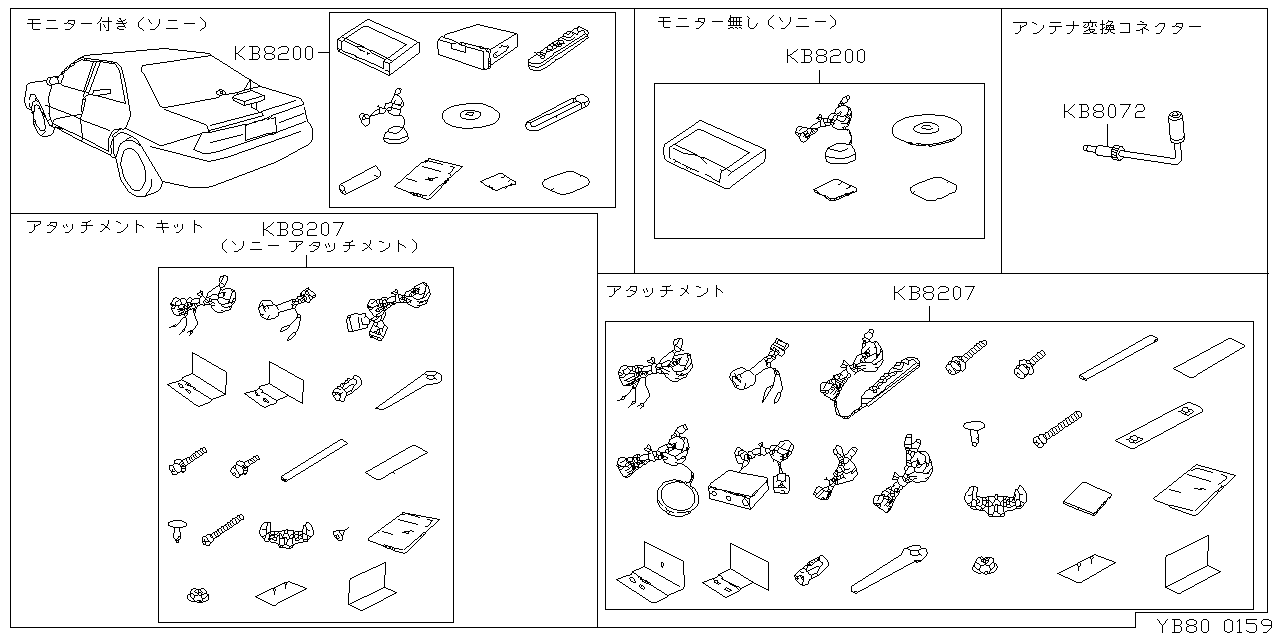 モニター付き（ソニー）
KB8200
モニター無し（ソニー）
KB8200
アンテナ変換コネクター
KB8072
アタッチメント キット
KB8207
（ソニー アタッチメント）
アタッチメント
KB8207
YB80 0159